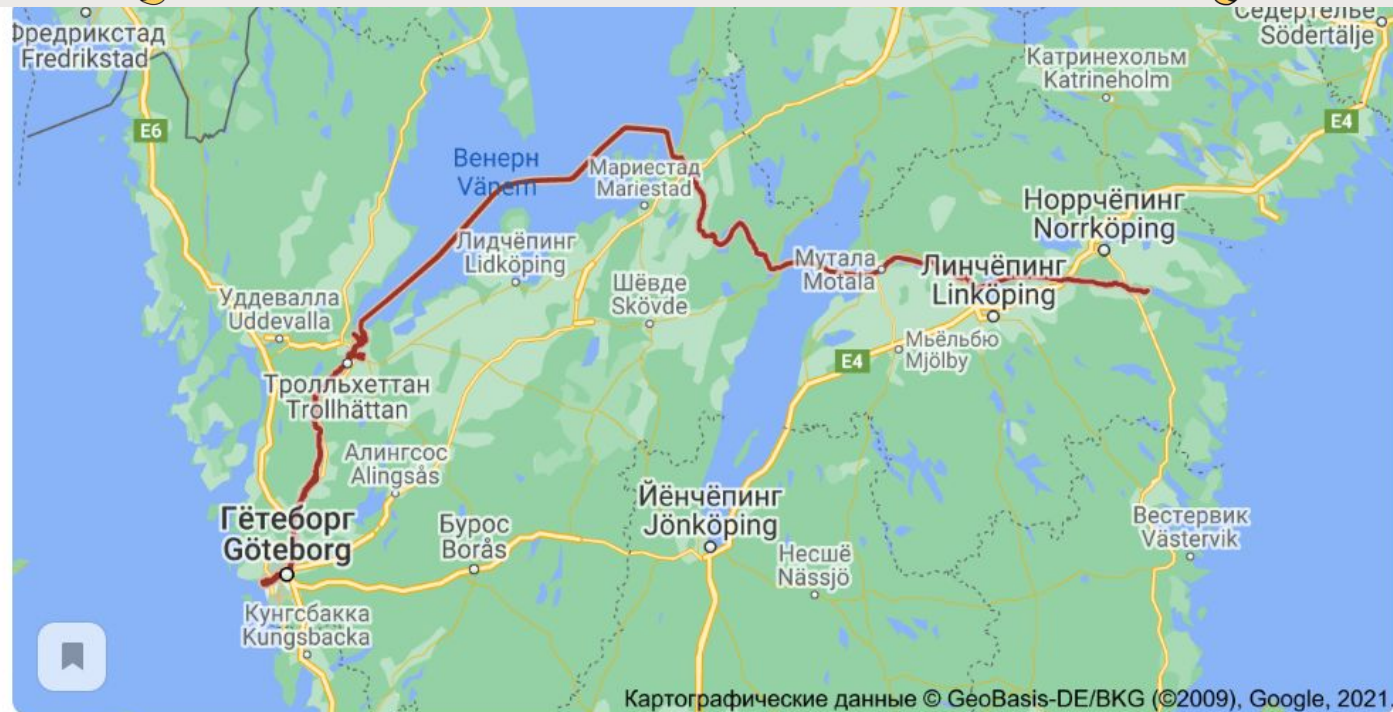 Фредрикстад
Fredrikstad
Седертелье
Södertälje
Катринехольм
Katrineholm
E6
E4
Венерн
Vänern
Мариестад
Mariestad
Норрчёпинг
Norrköping
Лидчёпинг
Lidköping
Мутала
Motala
Линчёпинг
Linköping
Уддевалла
Uddevalla
Шёвде
Skövde
Мьёльбю
Mjölby
E4
Тролльхеттан
Trollhättan
Алингсос
Alingsås
Йёнчёпинг
Jönköping
Гётеборг
Göteborg
Бурос
Borås
Вестервик
Västervik
Несшё
Nässjö
Кунгсбакка
Kungsbacka
Картографические данные © GeoBasis-DE/BKG (©2009), Google, 2021